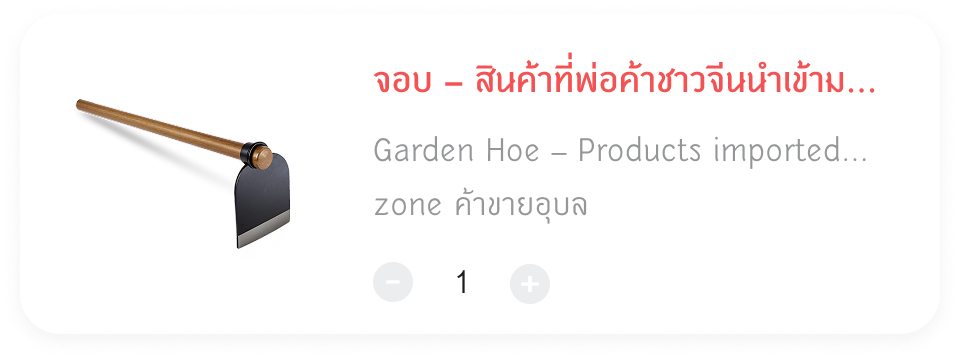 จอบ – สินค้าที่พ่อค้าชาวจีนนำเข้าม...
Garden Hoe – Products imported...
zone ค้าขายอุบล
- 1 +